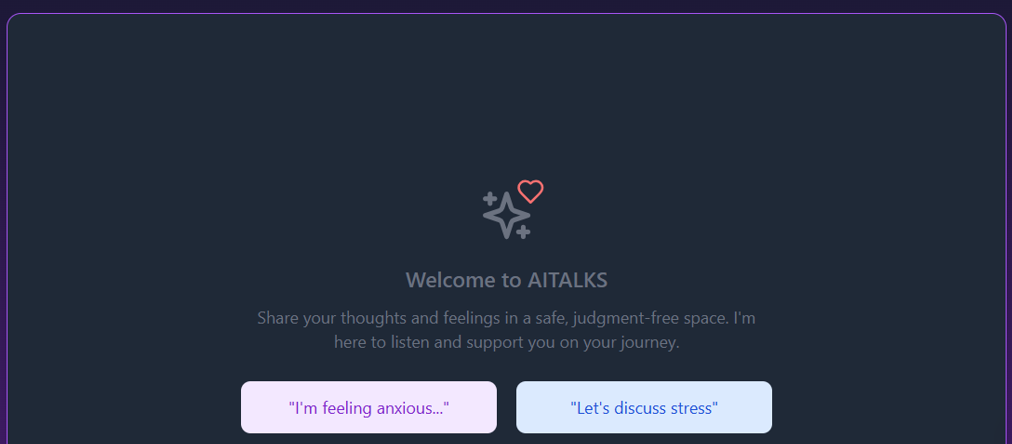 Welcome to AITALKS
Share your thoughts and feelings in a safe, judgment-free space. I'm
here to listen and support you on your journey.
"I'm feeling anxious..."
"Let's discuss stress"